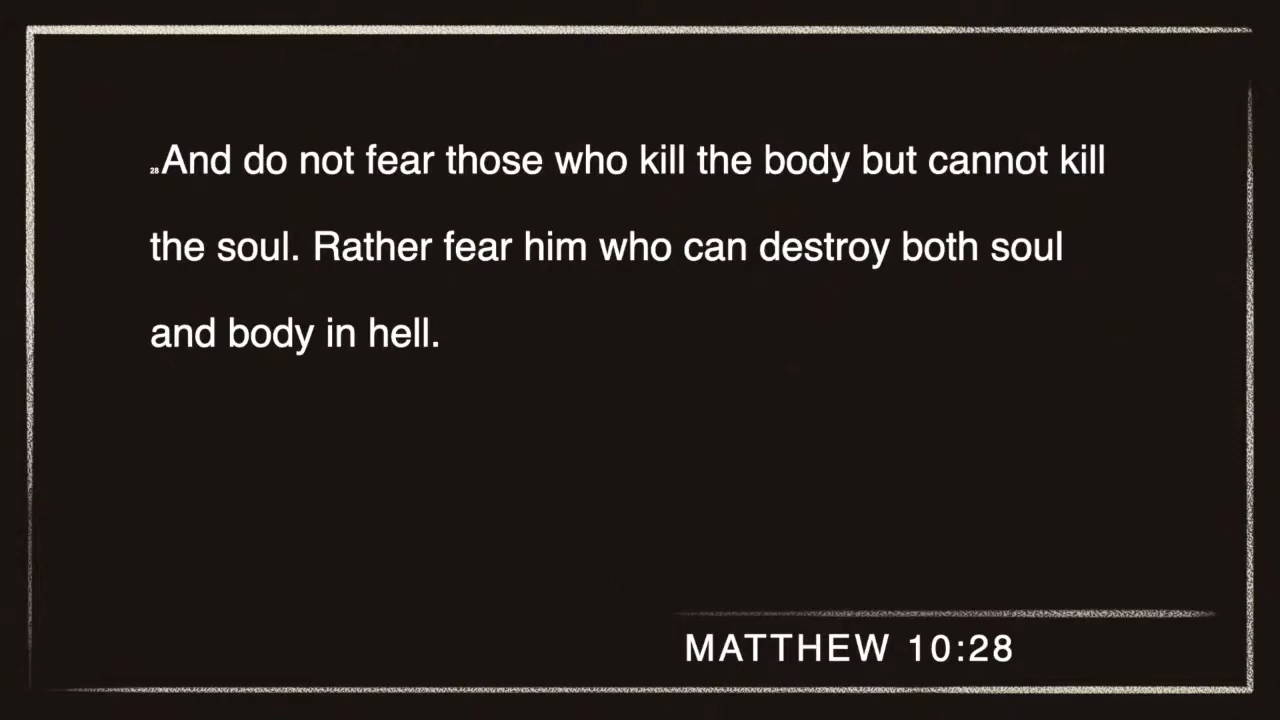 28And do not fear those who kill the body but cannot kill
the soul. Rather fear him who can destroy both soul
and body in hell.
MATTHEW 10:28